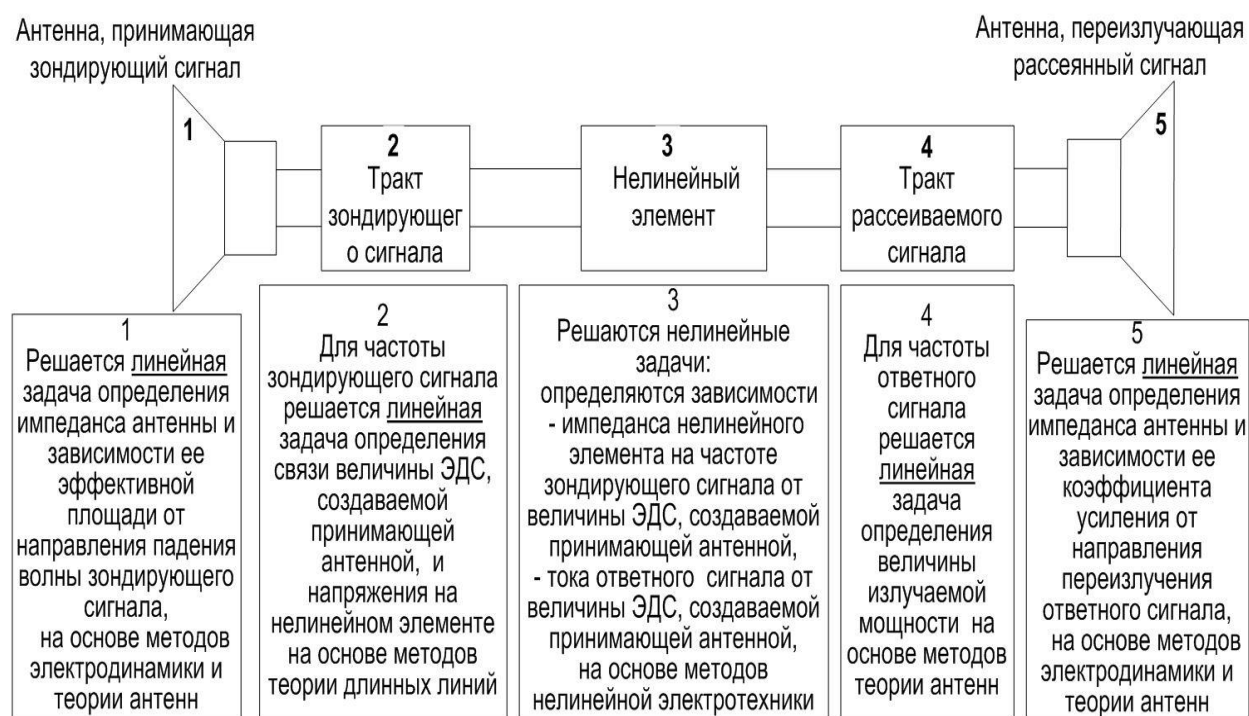 Антенна, принимающая
зондирующий сигнал
Антенна, переизлучающая
рассеянный сигнал
1
2
Тракт
зондирующег
о сигнала
3
Нелинейный
элемент
4
Тракт
рассеиваемого
сигнала
5
1
Решается линейная
задача определения
импеданса антенны и
зависимости ее
эффективной
площади от
направления падения
волны зондирующего
сигнала,
на основе методов
электродинамики и
теории антенн
2
Для частоты
зондирующего сигнала
решается линейная
задача определения
связи величины ЭДС,
создаваемой
принимающей
антенной, и
напряжения на
нелинейном элементе
на основе методов
теории длинных линий
3
Решаются нелинейные
задачи:
определяются зависимости
- импеданса нелинейного
элемента на частоте
зондирующего сигнала от
величины ЭДС, создаваемой
принимающей антенной,
- тока ответного сигнала от
величины ЭДС, создаваемой
принимающей антенной,
на основе методов
нелинейной электротехники
4
Для частоты
ответного
сигнала
решается
линейная
задача
определения
величины
излучаемой
мощности на
основе методов
теории антенн
5
Решается линейная
задача определения
импеданса антенны и
зависимости ее
коэффициента
усиления от
направления
переизлучения
ответного сигнала,
на основе методов
электродинамики и
теории антенн